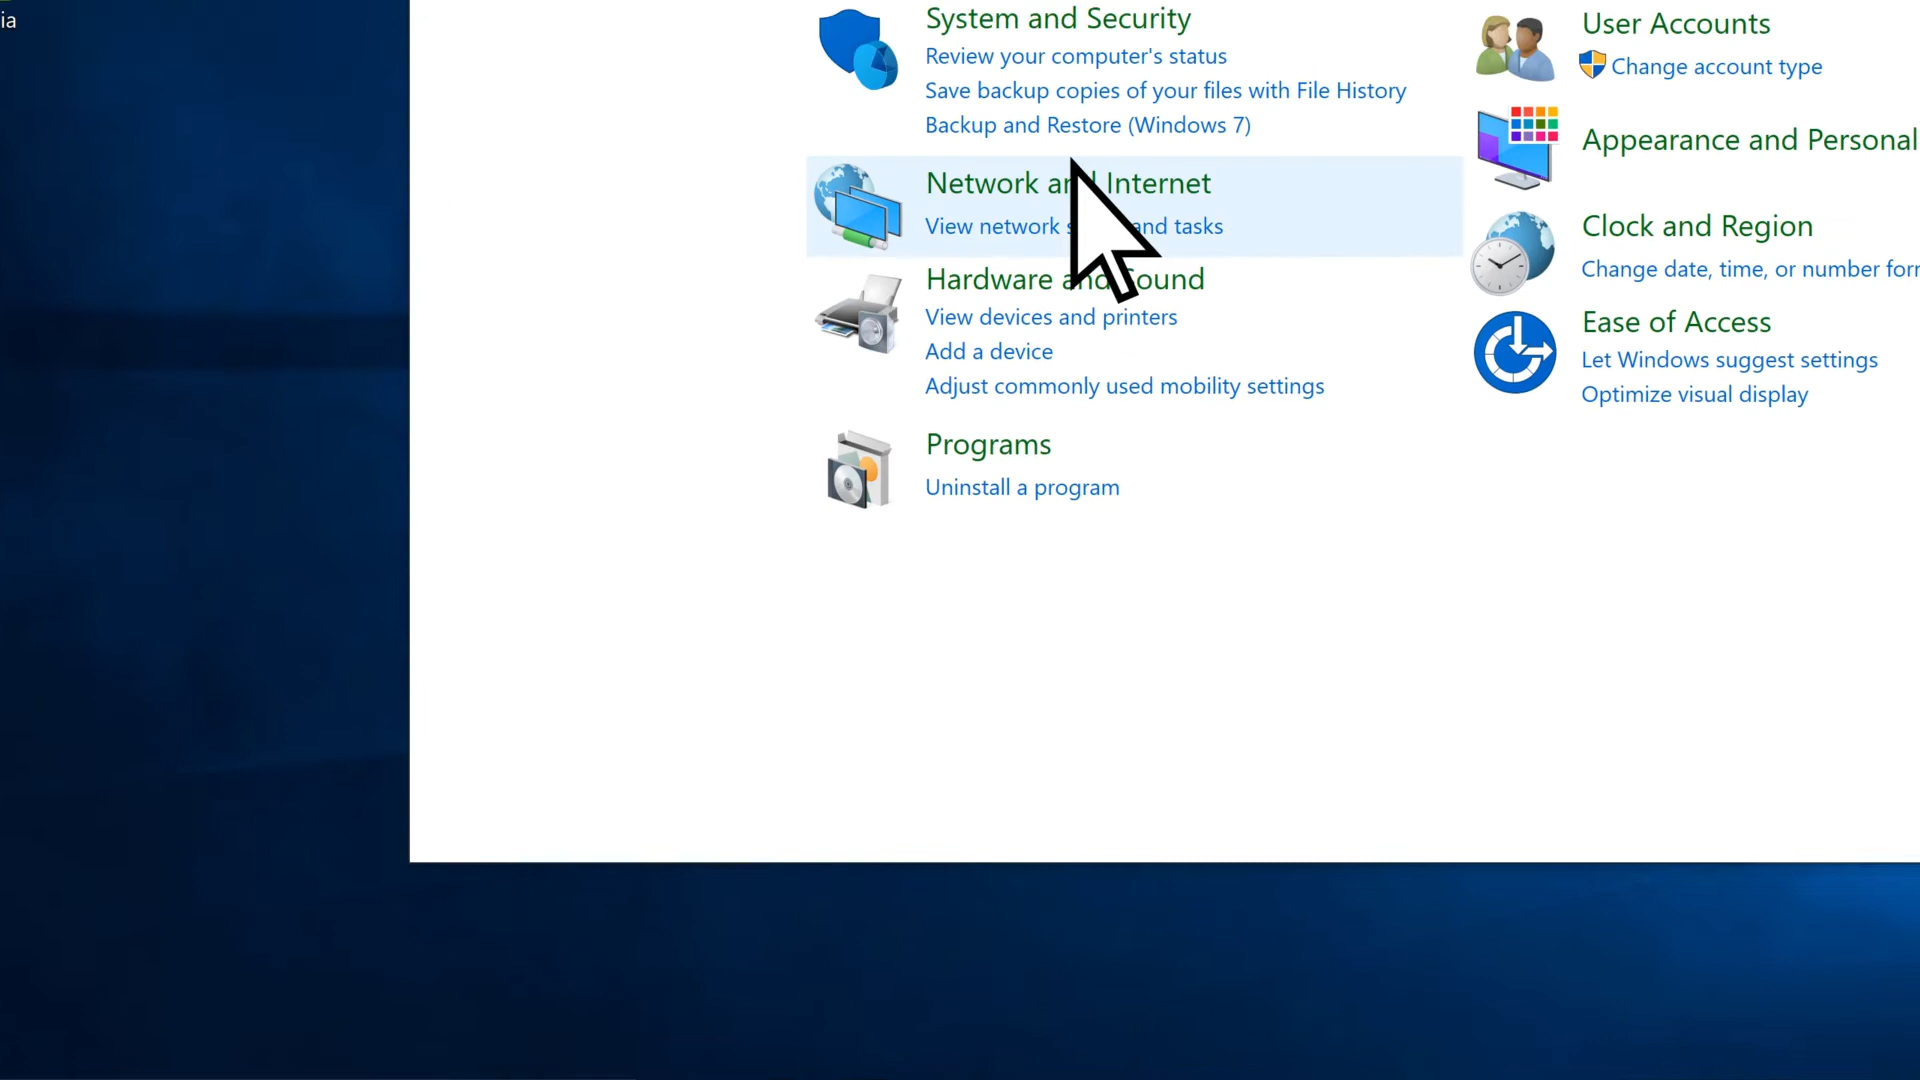 ia
System and Security
Review your computer's status
Save backup copies of your files with File History
Backup and Restore (Windows 7)
Network and Internet
View network and tasks
Hardware and Sound
View devices and printers
Add a device
Adjust commonly used mobility settings
Programs
Uninstall a program
User Accounts
Change account type
Appearance and Personal
Clock and Region
Change date, time, or number for
Ease of Access
Let Windows suggest settings
Optimize visual display